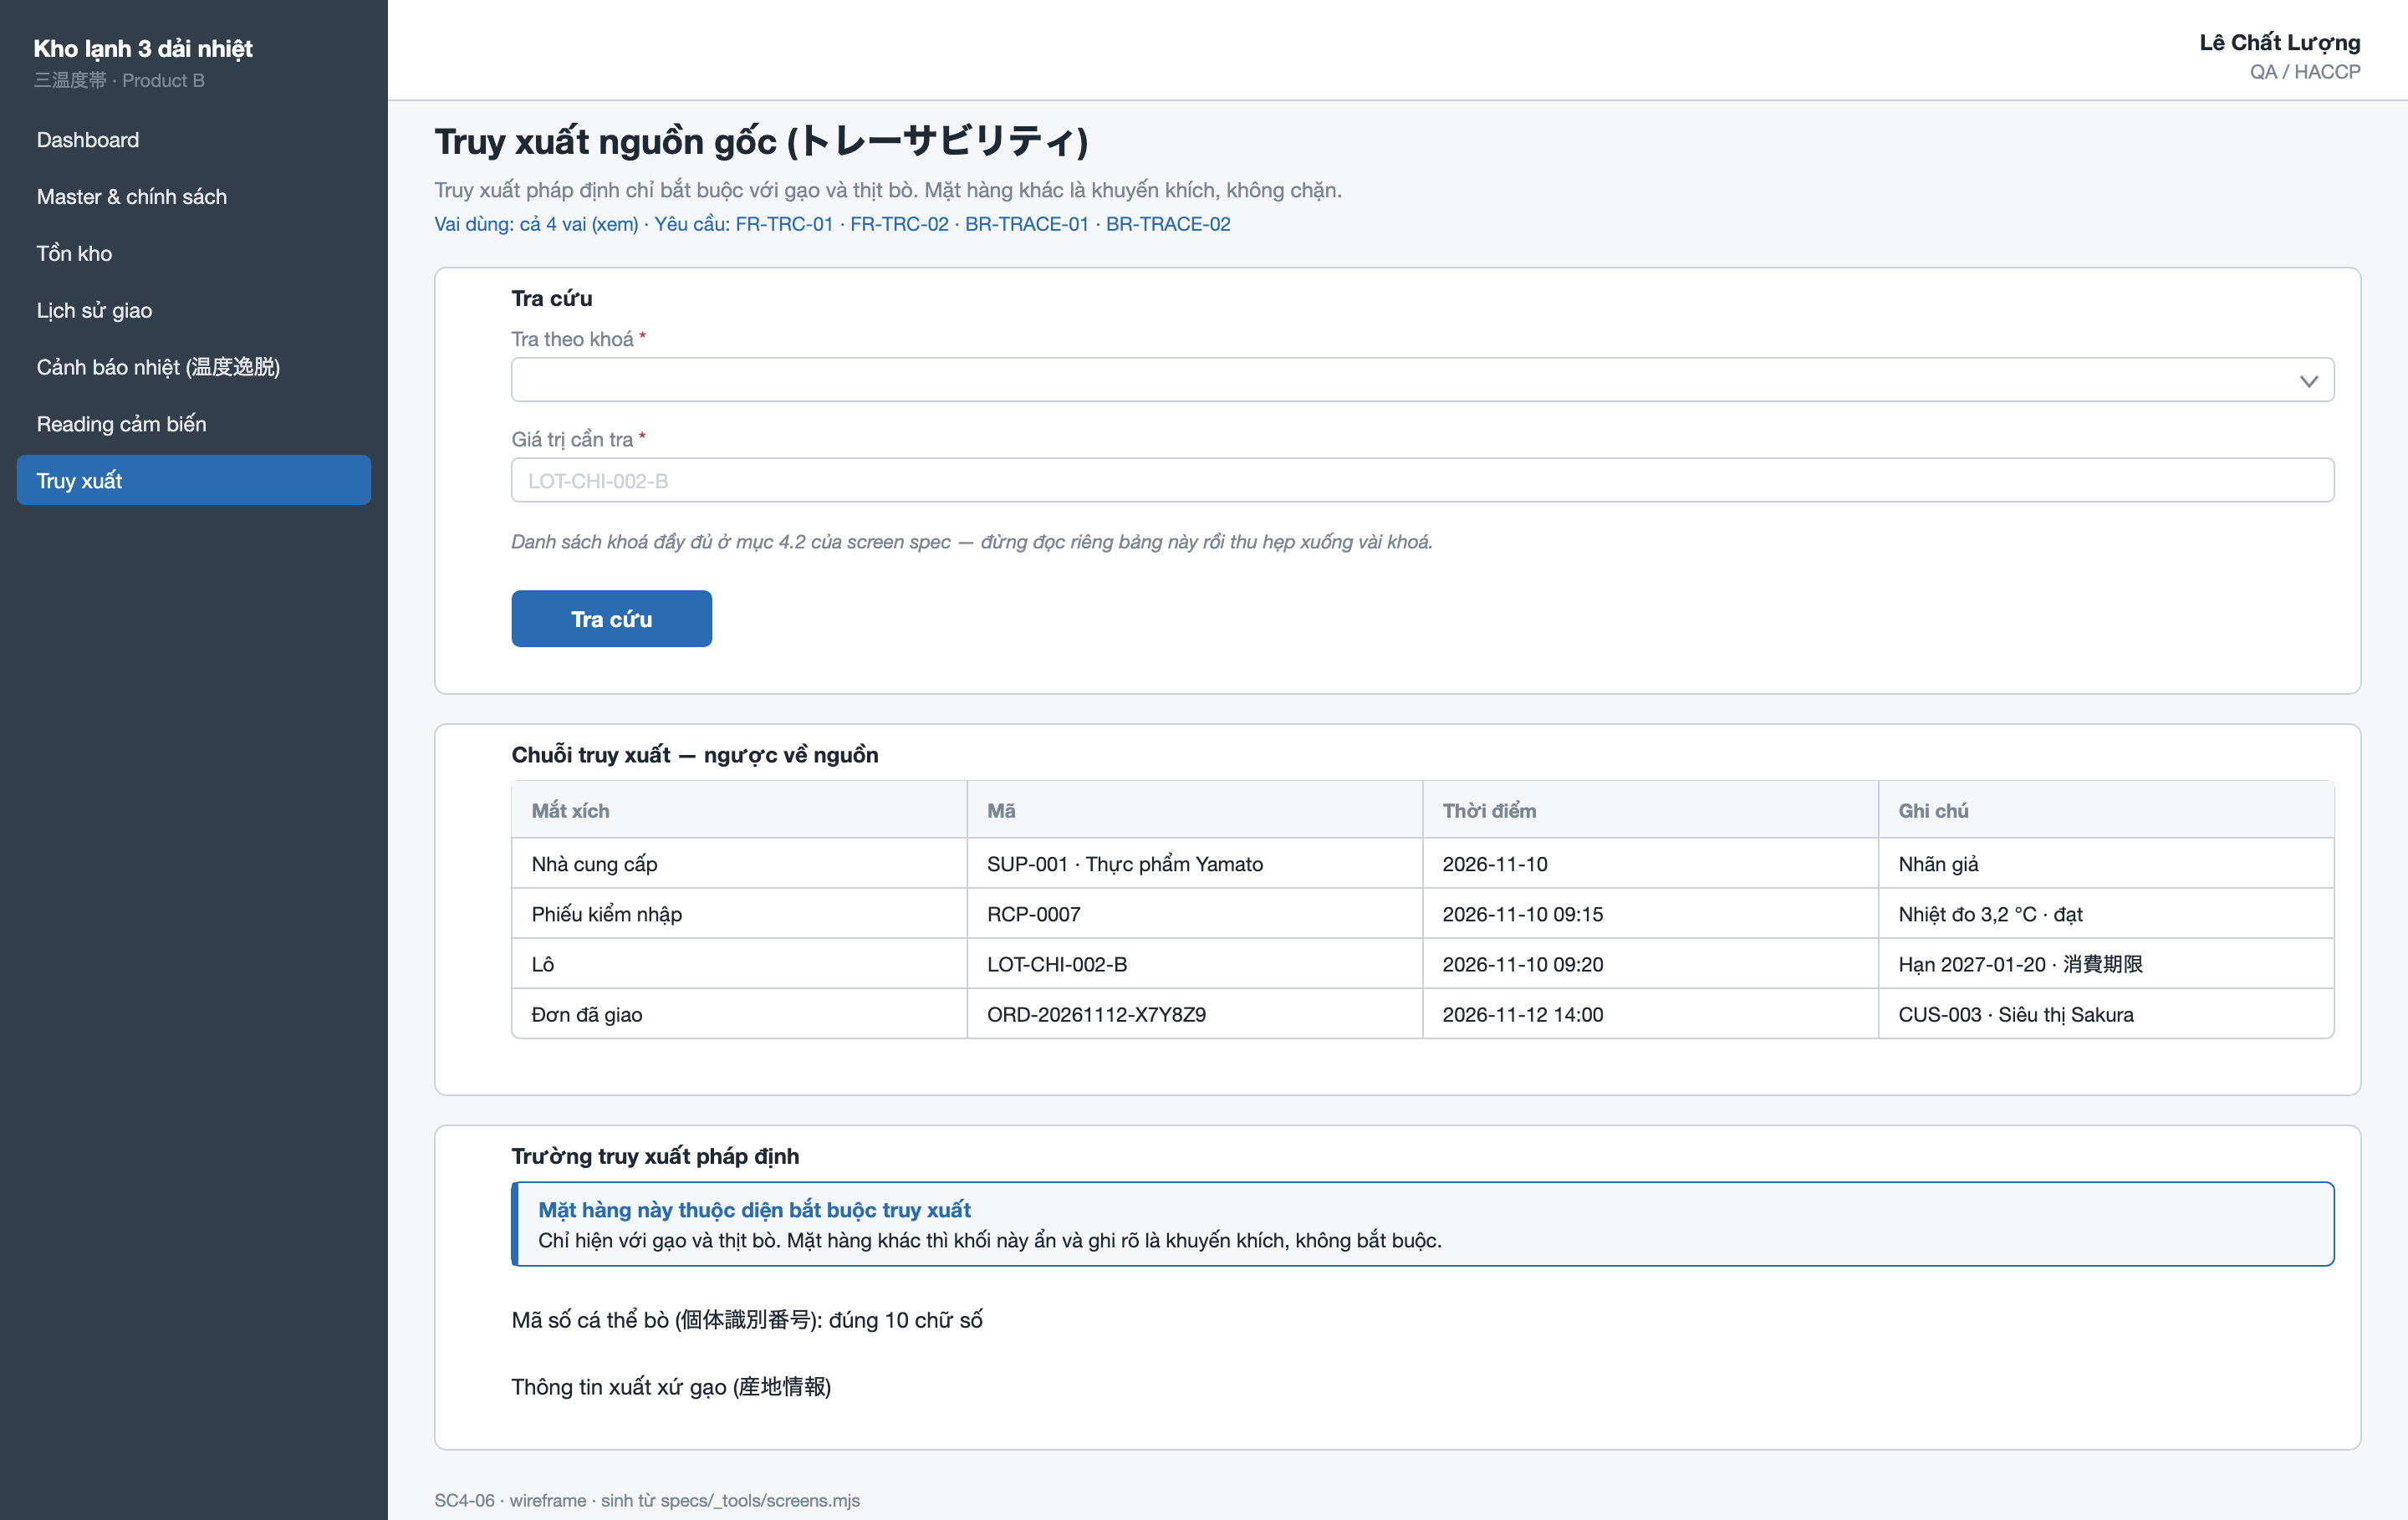 Kho lạnh 3 dải nhiệt
三温度帯 · Product B
Dashboard
Master & chính sách
Tồn kho
Lịch sử giao
Cảnh báo nhiệt (温度逸脱)
Reading cảm biến
Truy xuất
Lê Chất Lượng
QA / HACCP
Truy xuất nguồn gốc (トレーサビリティ)
Truy xuất pháp định chỉ bắt buộc với gạo và thịt bò. Mặt hàng khác là khuyến khích, không chặn.
Vai dùng: cả 4 vai (xem) · Yêu cầu: FR-TRC-01 · FR-TRC-02 · BR-TRACE-01 · BR-TRACE-02
Tra cứu
Tra theo khoá *
Giá trị cần tra *
LOT-CHI-002-B
Danh sách khoá đầy đủ ở mục 4.2 của screen spec — đừng đọc riêng bảng này rồi thu hẹp xuống vài khoá.
Tra cứu
Chuỗi truy xuất — ngược về nguồn
Mắt xích Mã Thời điểm Ghi chú
Nhà cung cấp SUP-001 · Thực phẩm Yamato 2026-11-10 Nhãn giả
Phiếu kiểm nhập RCP-0007 2026-11-10 09:15 Nhiệt đo 3,2 °C · đạt
Lô LOT-CHI-002-B 2026-11-10 09:20 Hạn 2027-01-20 · 消費期限
Đơn đã giao ORD-20261112-X7Y8Z9 2026-11-12 14:00 CUS-003 · Siêu thị Sakura
Trường truy xuất pháp định
Mặt hàng này thuộc diện bắt buộc truy xuất
Chỉ hiện với gạo và thịt bò. Mặt hàng khác thì khối này ẩn và ghi rõ là khuyến khích, không bắt buộc.
Mã số cá thể bò (個体識別番号): đúng 10 chữ số
Thông tin xuất xứ gạo (産地情報)
SC4-06 · wireframe · sinh từ specs/_tools/screens.mjs